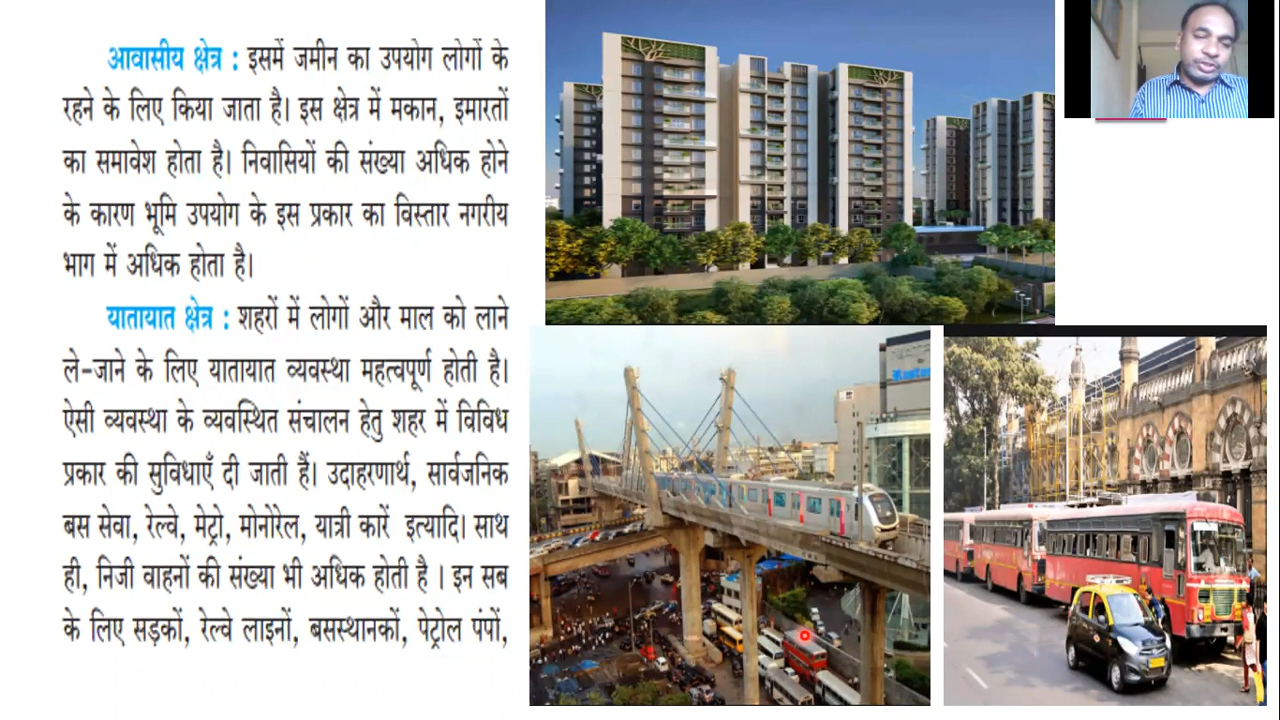 आवासीय क्षेत्र : इसमें जमीन का उपयोग लोगों के
रहने के लिए किया जाता है। इस क्षेत्र में मकान, इमारतों
का समावेश होता है। निवासियों की संख्या अधिक होने
के कारण भूमि उपयोग के इस प्रकार का विस्तार नगरीय
भाग में अधिक होता है।
यातायात क्षेत्र : शहरों में लोगों और माल को लाने
ले-जाने के लिए यातायात व्यवस्था महत्वपूर्ण होती है।
ऐसी व्यवस्था के व्यवस्थित संचालन हेतु शहर में विविध
प्रकार की सुविधाएँ दी जाती हैं। उदाहरणार्थ, सार्वजनिक
बस सेवा, रेल्वे, मेट्रो, मोनोरेल, यात्री कारें इत्यादि। साथ
ही, निजी वाहनों की संख्या भी अधिक होती है । इन सब
के लिए सड़कों, रेल्वे लाइनों, बसस्थानकों, पेट्रोल पंपों,